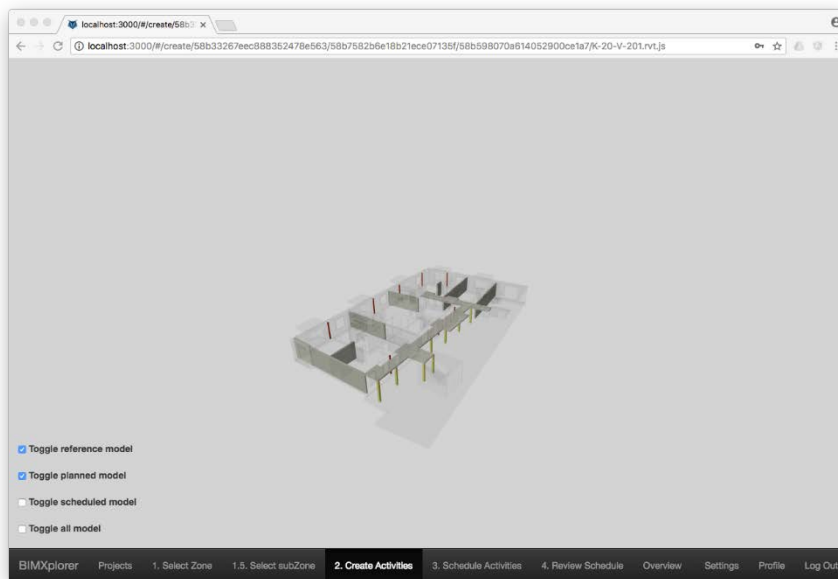 localhost:3000/#/create/58b3
localhost:3000/#/create/58b33267eec888352478e563/58b7582b6e18b21ece07135f/58b598070a614052900ce1a7/K-20-V-201.rvt.js
Toggle reference model
Toggle planned model
Toggle scheduled model
Toggle all model
BIMXplorer Projects 1. Select Zone 1.5. Select subZone 2. Create Activities 3. Schedule Activities 4. Review Schedule Overview Settings Profile Log Out